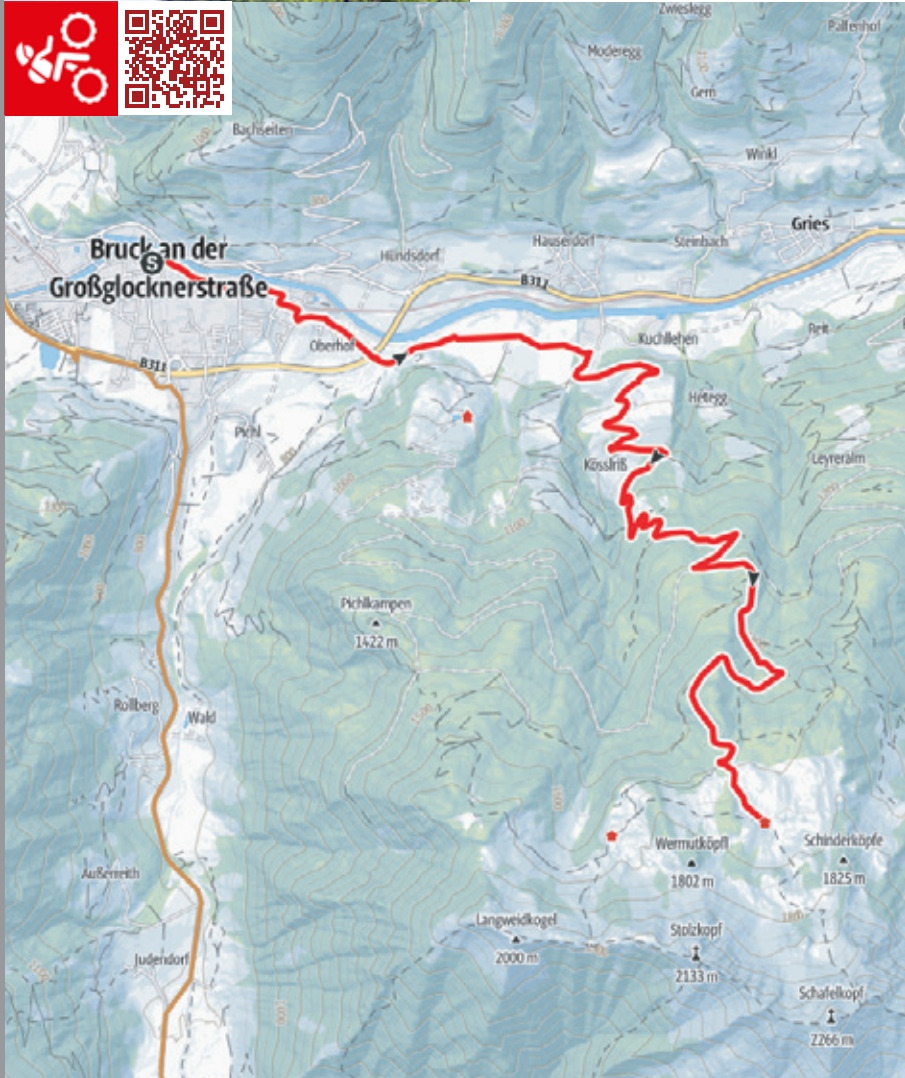 Zwieslegg
Palfenhof
Moderegg
Gern
Bachseiten
Winkl
Bruck an der
Großglocknerstraße
S
Gries
Hauserdorf
Steinbach
Hundsdorf
B311
Reit
Kuchllehen
Oberhof
B311
Heilegg
Pichl
Leyreralm
Kösslriß
Pichlkampen
1422 m
Rollberg
Wald
Wermutköpfl
1802 m
Schinderköpfe
1825 m
Außerreith
Langweidkogel
2000 m
Stolzkopf
2133 m
Judendorf
Schafelkopf
2266 m